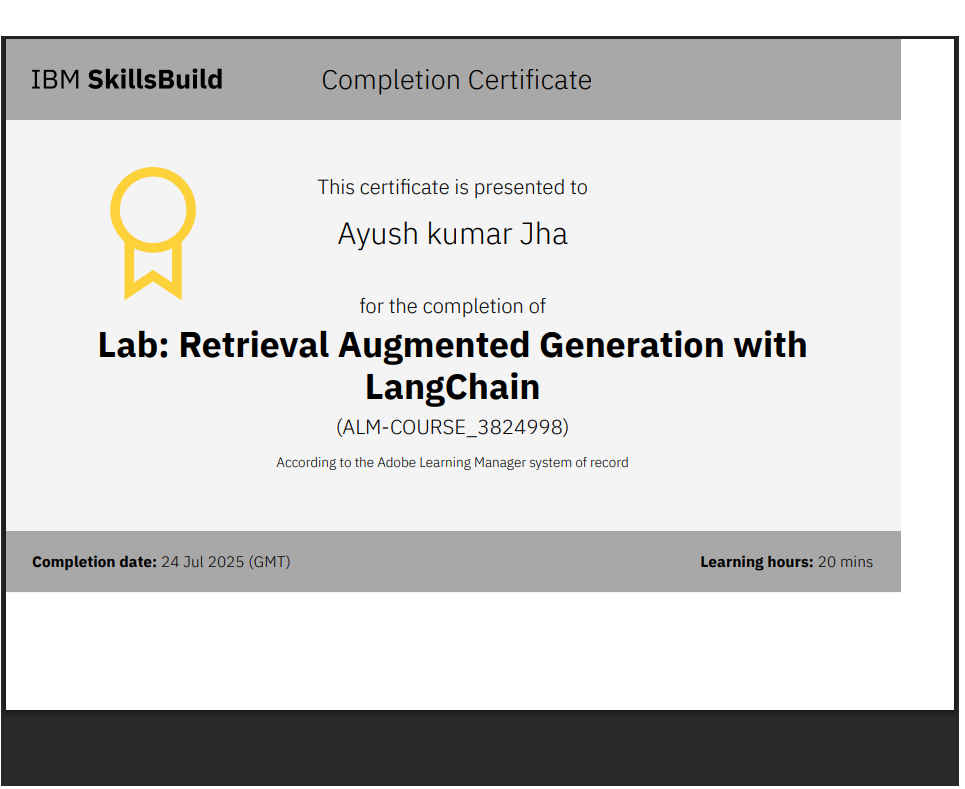 IBM SkillsBuild
Completion Certificate
This certificate is presented to
Ayush kumar Jha
for the completion of
Lab: Retrieval Augmented Generation with
LangChain
(ALM-COURSE_3824998)
According to the Adobe Learning Manager system of record
Completion date: 24 Jul 2025 (GMT)
Learning hours: 20 mins